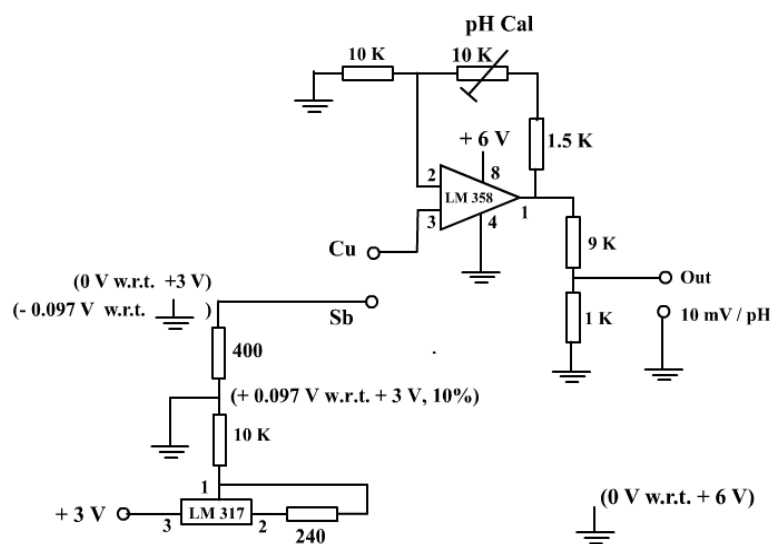 pH Cal
10 K
10 K
1.5 K
+ 6 V
2
8
LM 358
3
4
1
Cu
9 K
Out
1 K
10 mV / pH
(0 V w.r.t. +3 V)
(- 0.097 V w.r.t. )
Sb
400
(+ 0.097 V w.r.t. + 3 V, 10%)
10 K
1
+ 3 V
3
LM 317
2
240
(0 V w.r.t. + 6 V)